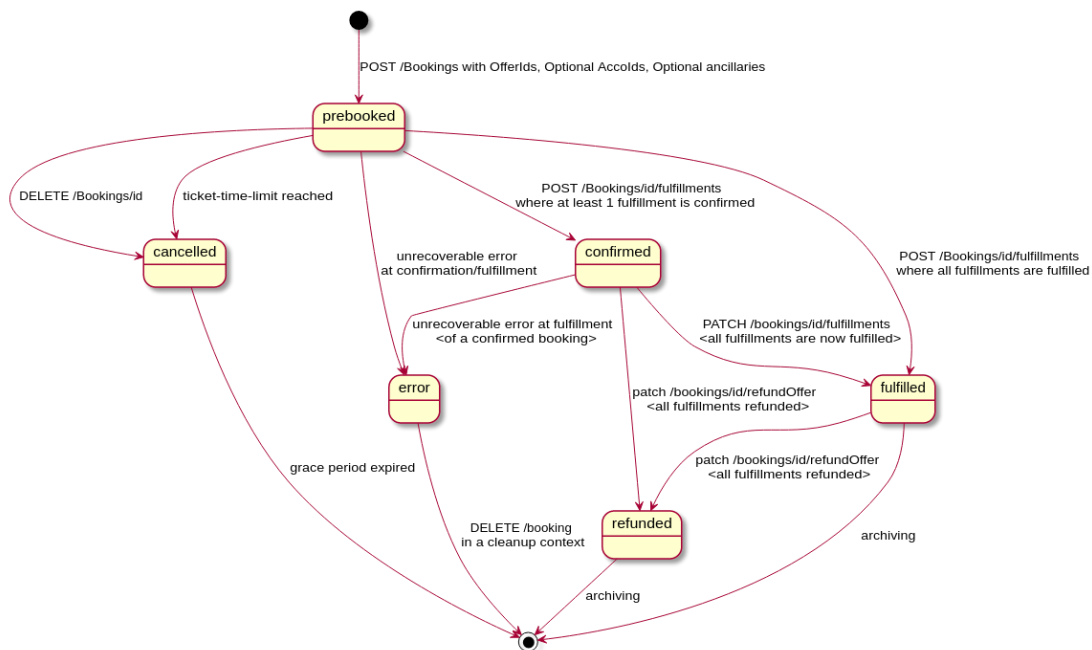 POST /Bookings with OfferIds, Optional AccoIds, Optional ancillaries
prebooked
DELETE /Bookings/id
ticket-time-limit reached
POST /Bookings/id/fulfillments
where at least 1 fulfillment is confirmed
cancelled
confirmed
unrecoverable error
at confirmation/fulfillment
POST /Bookings/id/fulfillments
where all fulfillments are fulfilled
unrecoverable error at fulfillment
<of a confirmed booking>
PATCH /bookings/id/fulfillments
<all fulfillments are now fulfilled>
error
fulfilled
patch /bookings/id/refundOffer
<all fulfillments refunded>
patch /bookings/id/refundOffer
<all fulfillments refunded>
grace period expired
refunded
DELETE /booking
in a cleanup context
archiving
archiving